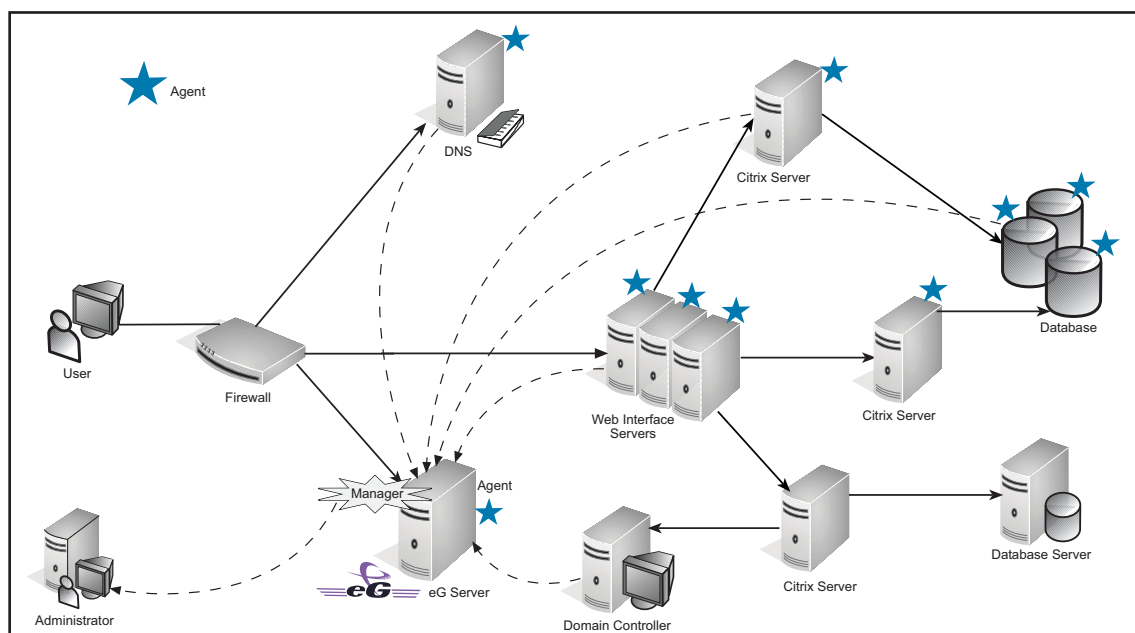 Agent
DNS
Citrix Server
Database
User
Firewall
Web Interface
Servers
Citrix Server
Manager
Agent
eG
eG Server
Administrator
Domain Controller
Citrix Server
Database Server